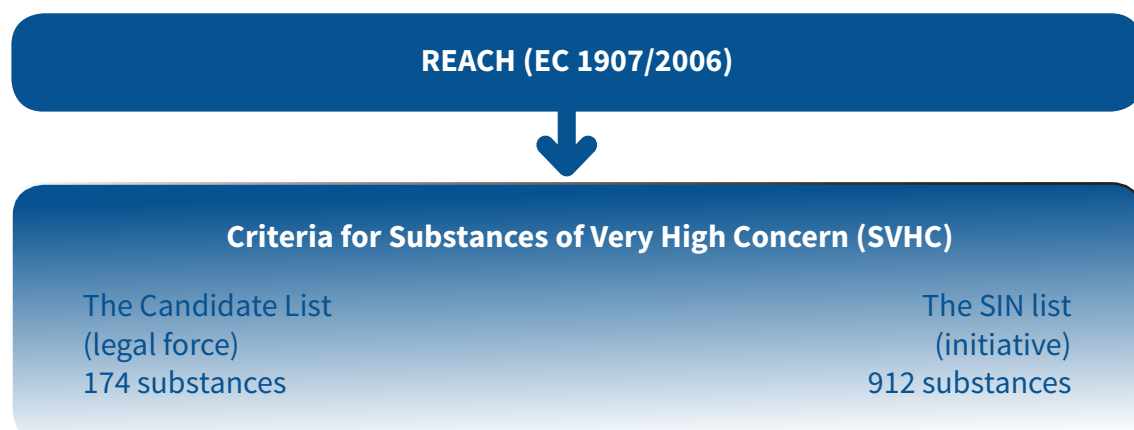 REACH (EC 1907/2006)
Criteria for Substances of Very High Concern (SVHC)
The Candidate List
(legal force)
174 substances
The SIN list
(initiative)
912 substances